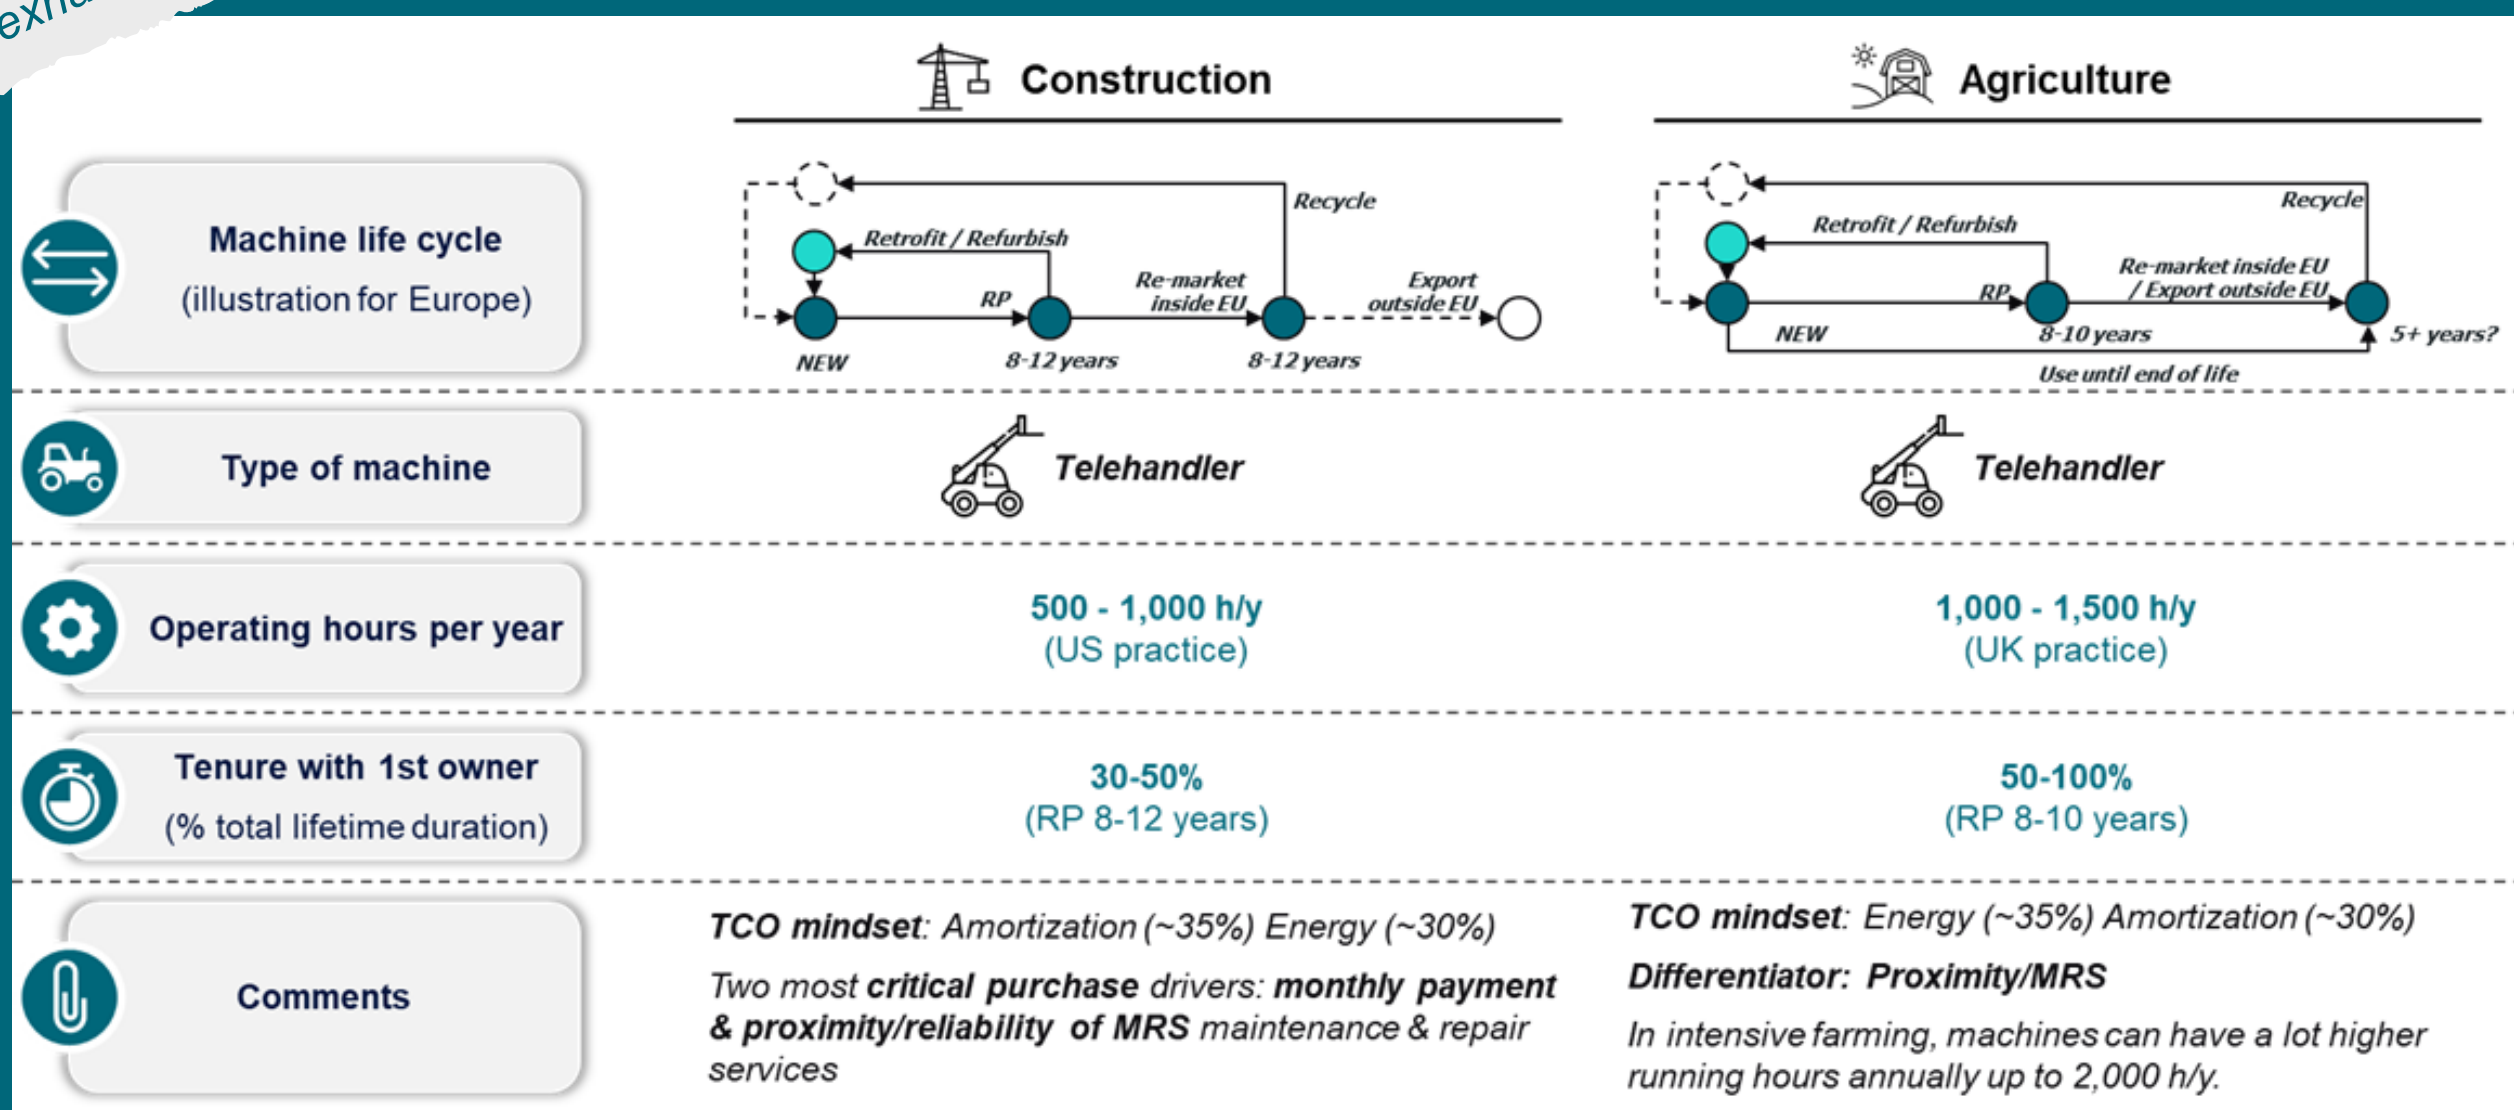 Construction
Agriculture
Machine life cycle
(illustration for Europe)
Recycle
Retrofit / Refurbish
RP
Re-market
inside EU
Export
outside EU
NEW
8-12 years
8-12 years
Recycle
Retrofit / Refurbish
Re-market inside EU
/ Export outside EU
RP
NEW
8-10 years
5+ years?
Use until end of life
Type of machine
Telehandler
Telehandler
Operating hours per year
500 - 1,000 h/y
(US practice)
1,000 - 1,500 h/y
(UK practice)
Tenure with 1st owner
(% total lifetime duration)
30-50%
(RP 8-12 years)
50-100%
(RP 8-10 years)
Comments
TCO mindset: Amortization (~35%) Energy (~30%)
Two most critical purchase drivers: monthly payment
& proximity/reliability of MRS maintenance & repair
services
TCO mindset: Energy (~35%) Amortization (~30%)
Differentiator: Proximity/MRS
In intensive farming, machines can have a lot higher
running hours annually up to 2,000 h/y.